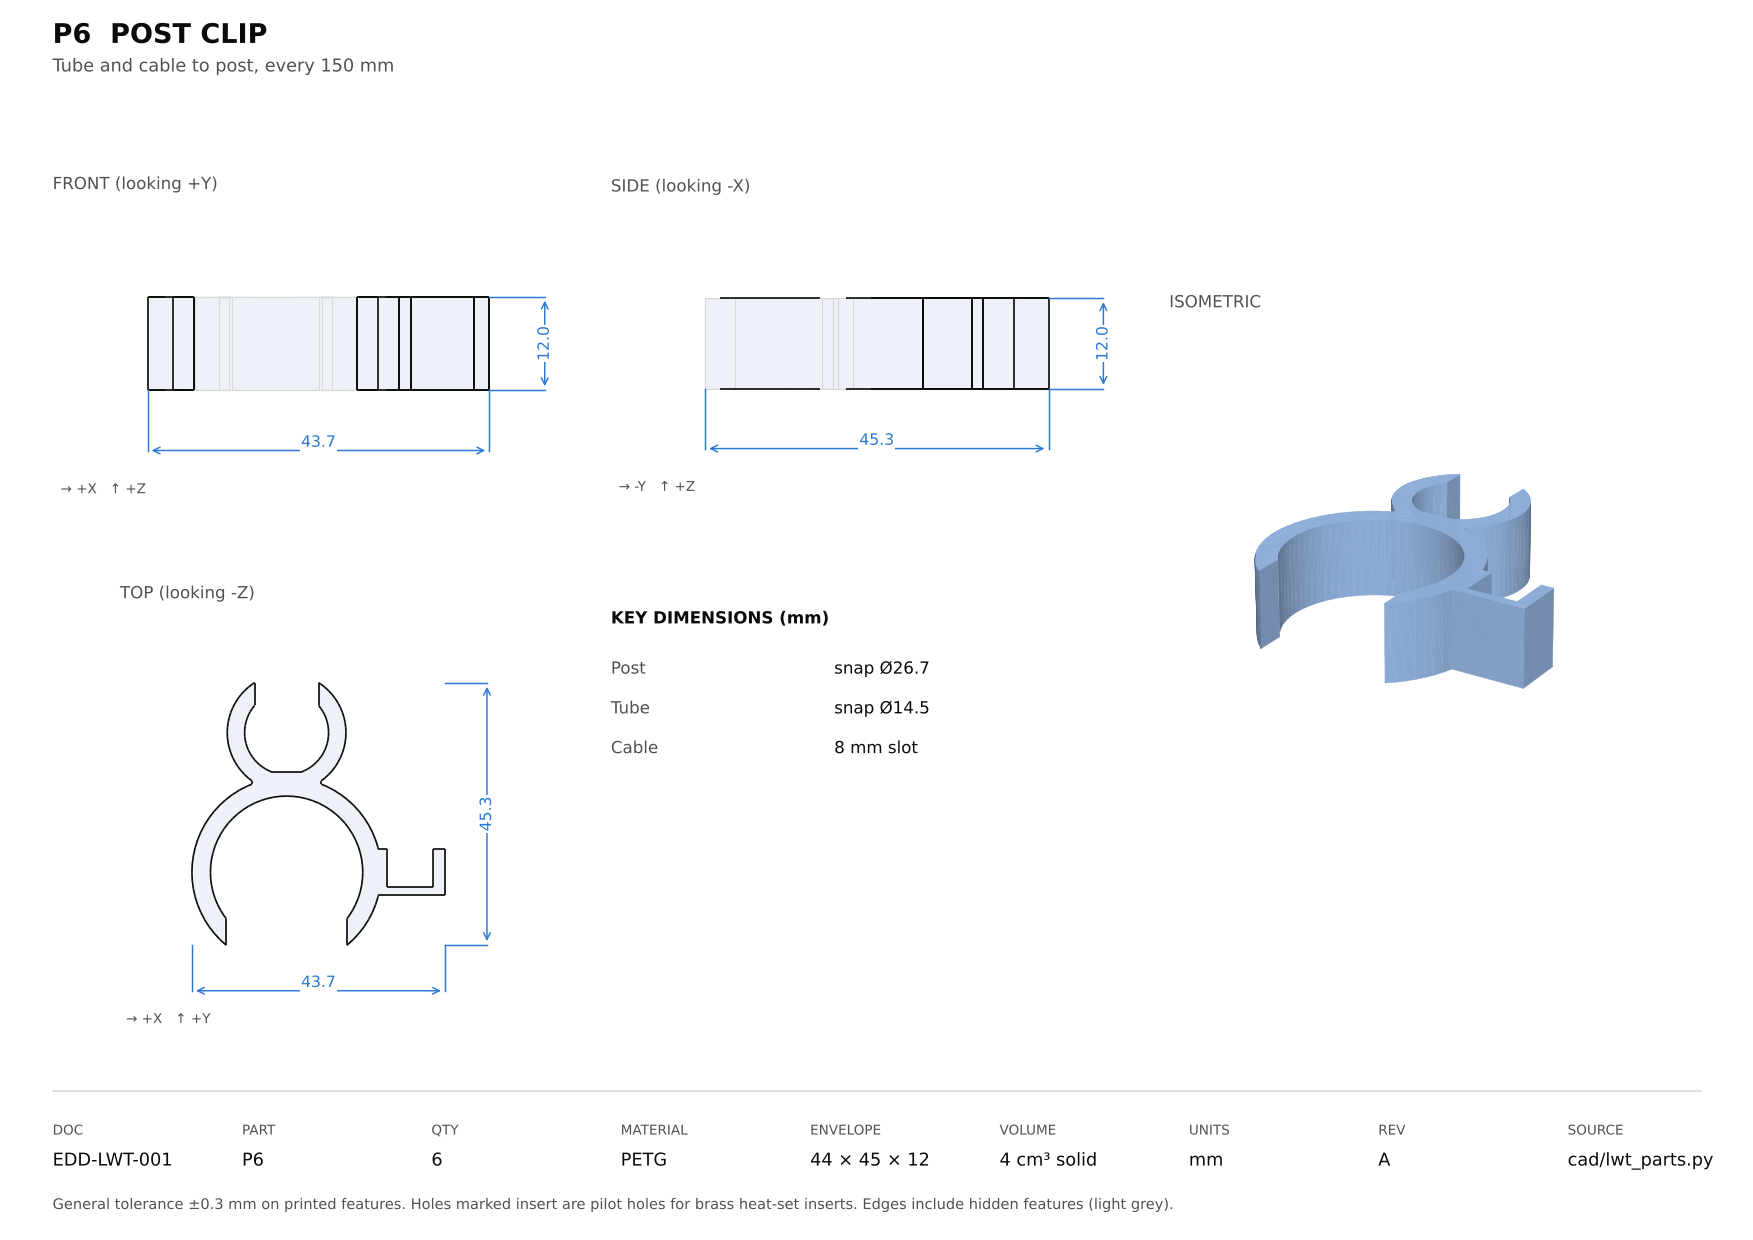 P6 POST CLIP
Tube and cable to post, every 150 mm
FRONT (looking +Y)
SIDE (looking -X)
ISOMETRIC
12.0
43.7
→ +X ↑ +Z
12.0
45.3
→ -Y ↑ +Z
TOP (looking -Z)
45.3
43.7
→ +X ↑ +Y
KEY DIMENSIONS (mm)
Post snap Ø26.7
Tube snap Ø14.5
Cable 8 mm slot
DOC PART QTY MATERIAL ENVELOPE VOLUME UNITS REV SOURCE
EDD-LWT-001 P6 6 PETG 44 × 45 × 12 4 cm³ solid mm A cad/lwt_parts.py
General tolerance ±0.3 mm on printed features. Holes marked insert are pilot holes for brass heat-set inserts. Edges include hidden features (light grey).